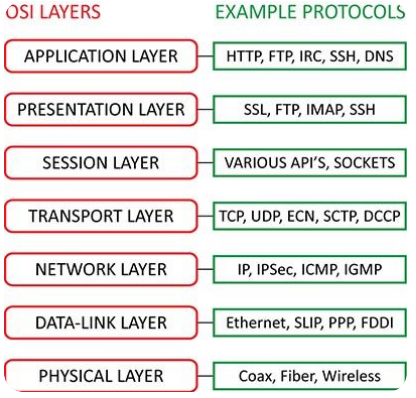 OSI LAYERS EXAMPLE PROTOCOLS
APPLICATION LAYER HTTP, FTP, IRC, SSH, DNS
PRESENTATION LAYER SSL, FTP, IMAP, SSH
SESSION LAYER VARIOUS API'S, SOCKETS
TRANSPORT LAYER TCP, UDP, ECN, SCTP, DCCP
NETWORK LAYER IP, IPSec, ICMP, IGMP
DATA-LINK LAYER Ethernet, SLIP, PPP, FDDI
PHYSICAL LAYER Coax, Fiber, Wireless